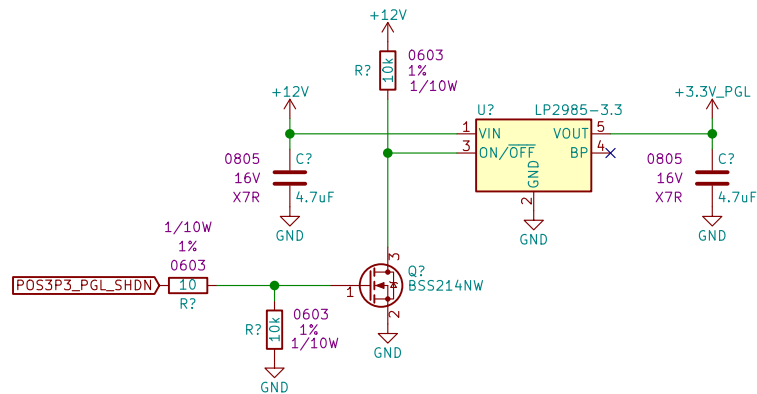 +12V
R?
10k
0603
1%
1/10W
+12V
U?
LP2985-3.3
+3.3V_PGL
1
VIN
VOUT
5
3
ON/OFF
BP
4
GND
2
GND
0805
C?
16V
X7R
4.7uF
GND
0805
C?
16V
X7R
4.7uF
GND
1/10W
1%
0603
POS3P3_PGL_SHDN
10
R?
3
Q?
BSS214NW
1
2
GND
R?
10k
0603
1%
1/10W
GND